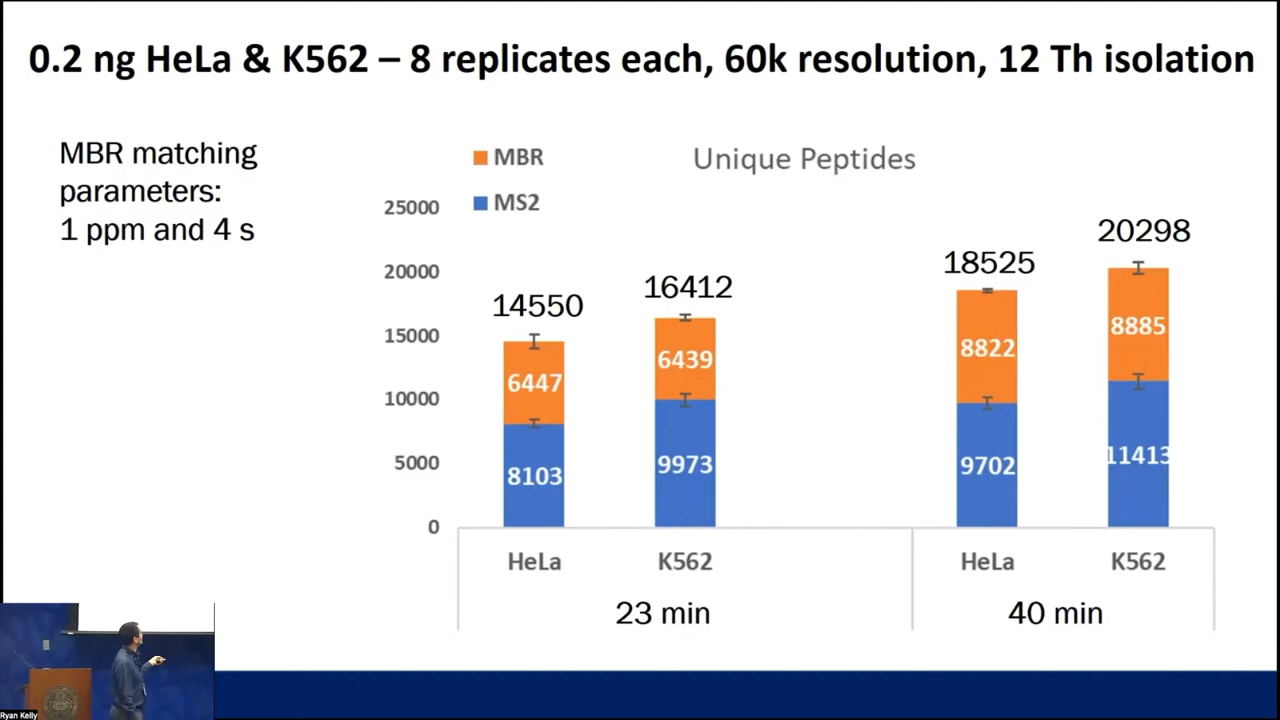 0.2 ng HeLa & K562 – 8 replicates each, 60k resolution, 12 Th isolation
MBR matching
parameters:
1 ppm and 4 s
MBR
MS2
Unique Peptides
25000
20000
15000
10000
5000
0
14550
16412
18525
20298
6447
6439
8822
8885
8103
9973
9702
11413
HeLa
K562
HeLa
K562
23 min
40 min
Ryan Kelly